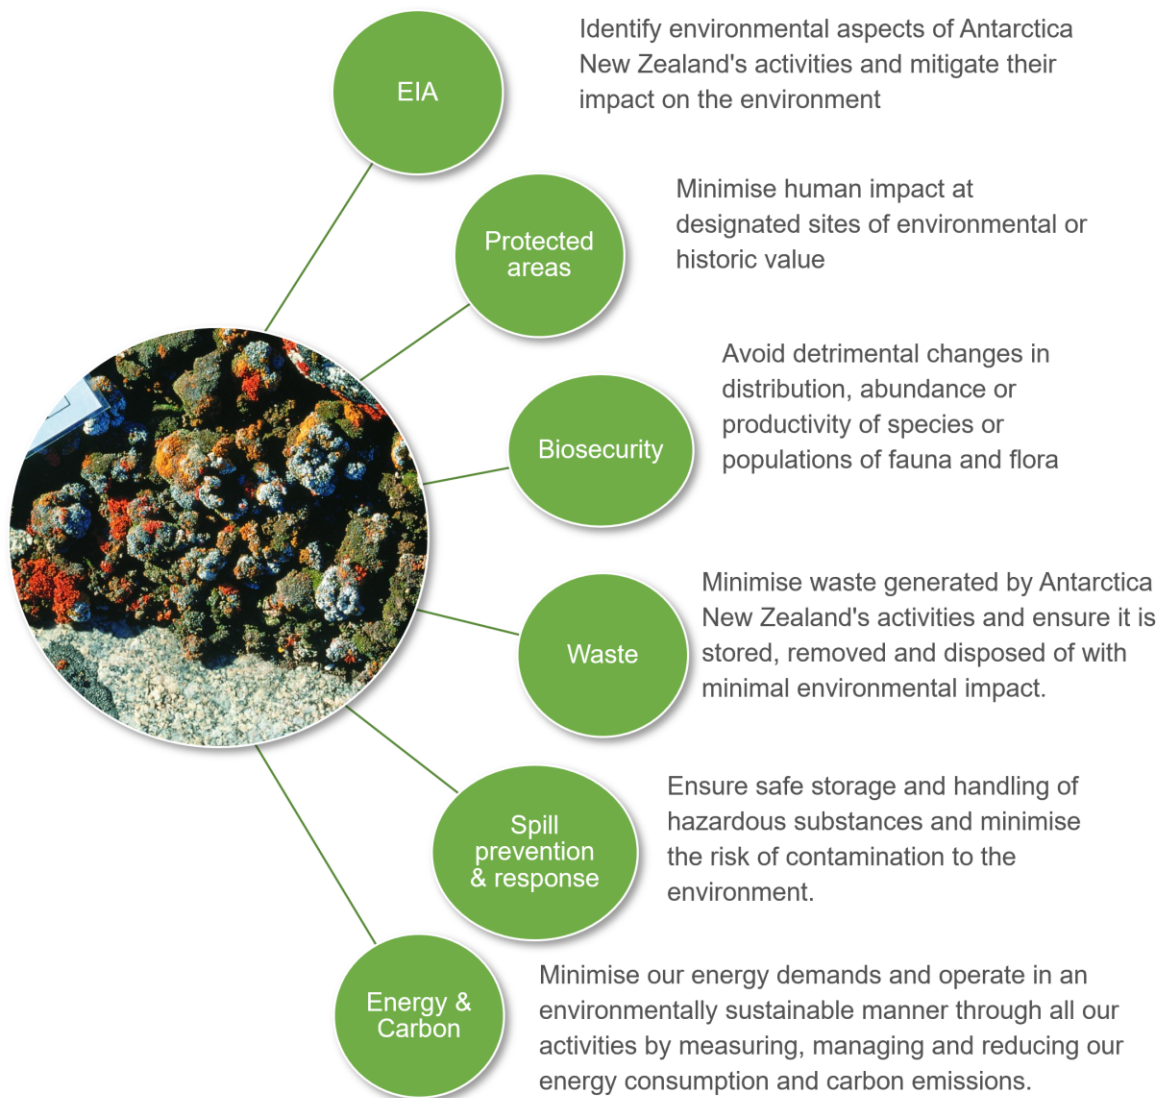 EIA
Identify environmental aspects of Antarctica
New Zealand's activities and mitigate their
impact on the environment
Protected
areas
Minimise human impact at
designated sites of environmental or
historic value
Biosecurity
Avoid detrimental changes in
distribution, abundance or
productivity of species or
populations of fauna and flora
Waste
Minimise waste generated by Antarctica
New Zealand's activities and ensure it is
stored, removed and disposed of with
minimal environmental impact.
Spill
prevention
& response
Ensure safe storage and handling of
hazardous substances and minimise
the risk of contamination to the
environment.
Energy &
Carbon
Minimise our energy demands and operate in an
environmentally sustainable manner through all our
activities by measuring, managing and reducing our
energy consumption and carbon emissions.